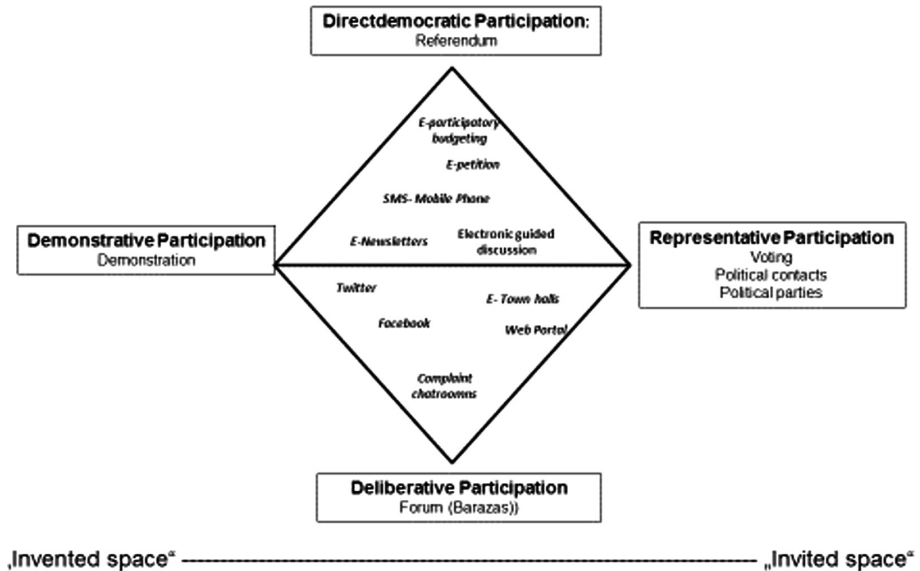 Directdemocratic Participation:
Referendum
E-participatory
budgeting
E-petition
SMS- Mobile Phone
E-Newsletters
Electronic guided
discussion
Demonstrative Participation
Demonstration
Representative Participation
Voting
Political contacts
Political parties
Twitter
E- Town halls
Facebook
Web Portal
Complaint
chatroomns
Deliberative Participation
Forum (Barazas))
‚Invented space“ ---------------------------------------------------------------- „Invited space“